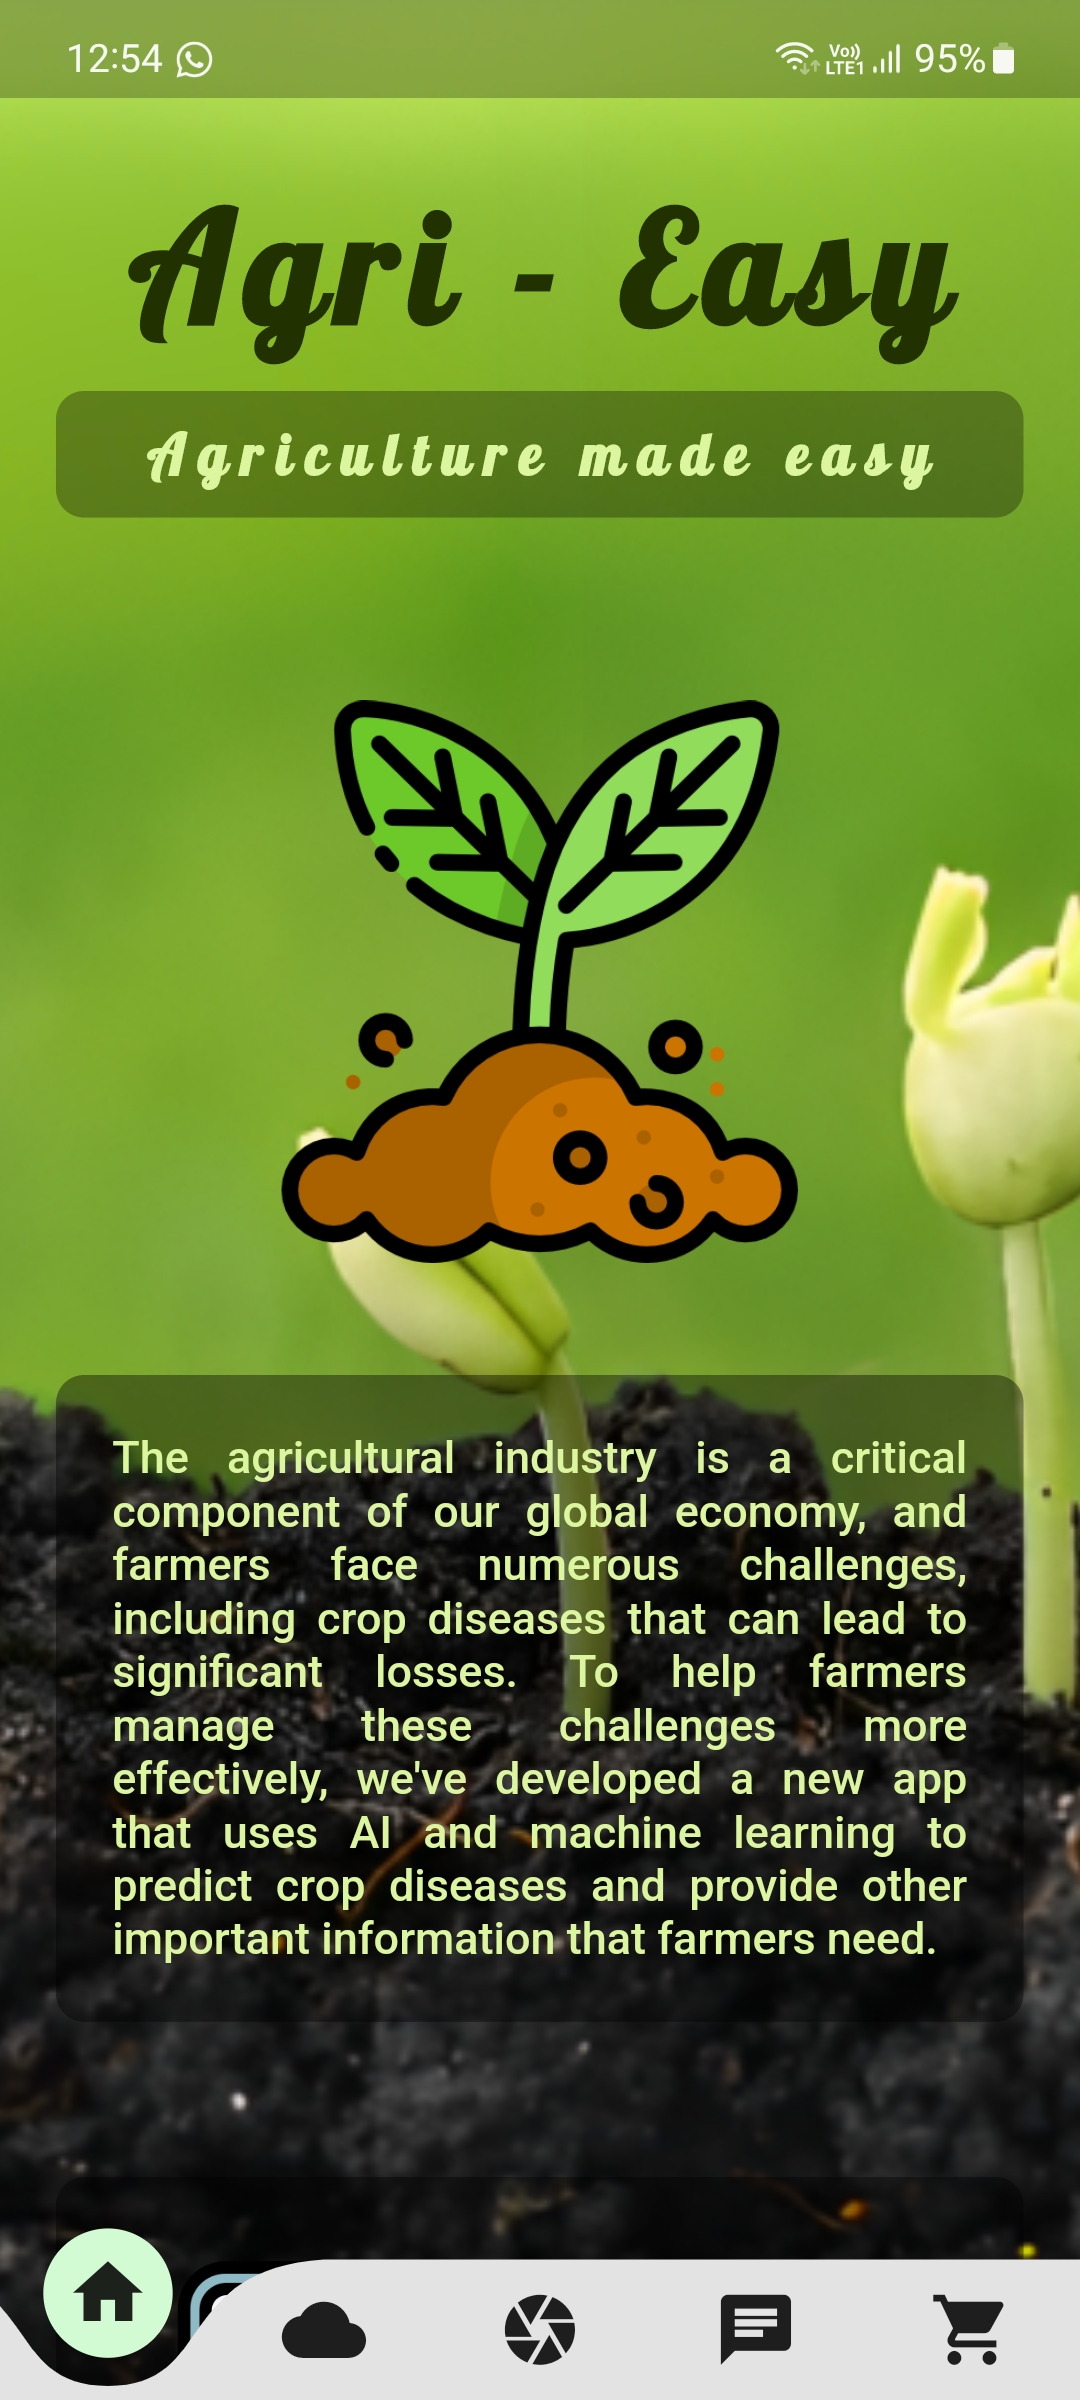 12:54
Vo)) LTE1 95%
Agri - Easy
Agriculture made easy
The agricultural industry is a critical
component of our global economy, and
farmers face numerous challenges,
including crop diseases that can lead to
significant losses. To help farmers
manage these challenges more
effectively, we've developed a new app
that uses AI and machine learning to
predict crop diseases and provide other
important information that farmers need.